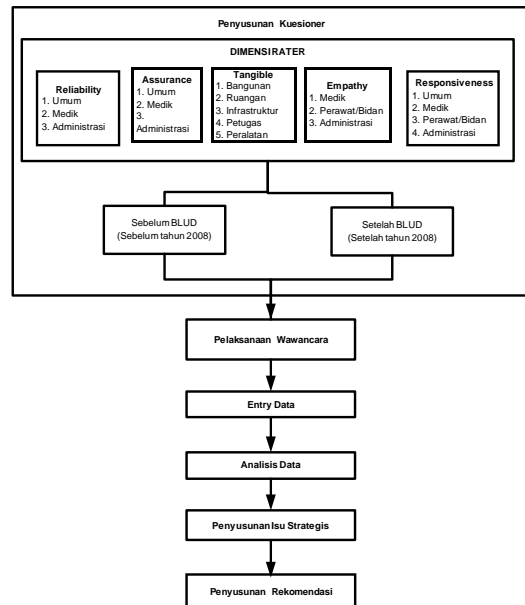 Penyusunan Kuesioner
DIMENSI RATER
Reliability
1. Umum
2. Medik
3. Administrasi
Assurance
1. Umum
2. Medik
3.
Administrasi
Tangible
1. Bangunan
2. Ruangan
3. Infrastruktur
4. Petugas
5. Peralatan
Empathy
1. Medik
2. Perawat/Bidan
3. Administrasi
Responsiveness
1. Umum
2. Medik
3. Perawat/Bidan
4. Administrasi
Sebelum BLUD
(Sebelum tahun 2008)
Setelah BLUD
(Setelah tahun 2008)
Pelaksanaan Wawancara
Entry Data
Analisis Data
Penyusunan Isu Strategis
Penyusunan Rekomendasi